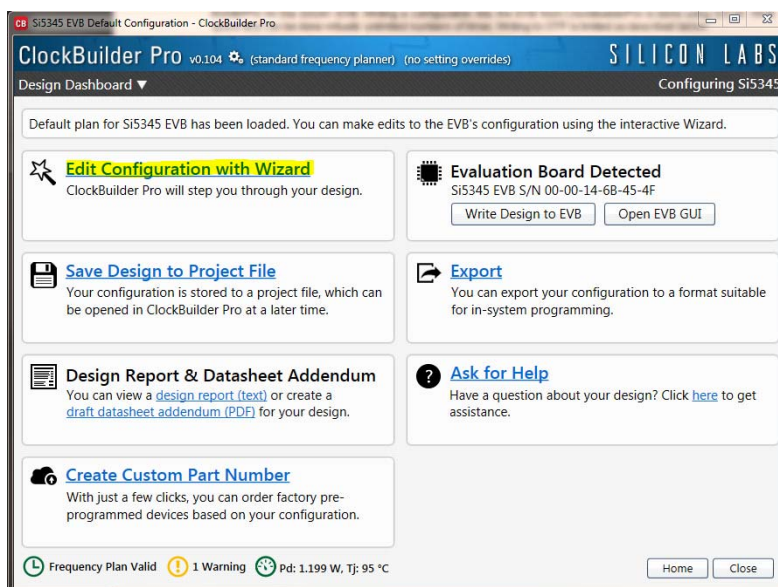 Si5345 EVB Default Configuration - ClockBuilder Pro
ClockBuilder Pro v0.104 (standard frequency planner) (no setting overrides) SILICON LABS
Design Dashboard ▼ Configuring Si5345
Default plan for Si5345 EVB has been loaded. You can make edits to the EVB's configuration using the interactive Wizard.
Edit Configuration with Wizard
ClockBuilder Pro will step you through your design.
Evaluation Board Detected
Si5345 EVB S/N 00-00-14-6B-45-4F
Write Design to EVB Open EVB GUI
Save Design to Project File
Your configuration is stored to a project file, which can
be opened in ClockBuilder Pro at a later time.
Export
You can export your configuration to a format suitable
for in-system programming.
Design Report & Datasheet Addendum
You can view a design report (text) or create a
draft datasheet addendum (PDF) for your design.
Ask for Help
Have a question about your design? Click here to get
assistance.
Create Custom Part Number
With just a few clicks, you can order factory pre-
programmed devices based on your configuration.
Frequency Plan Valid 1 Warning Pd: 1.199 W, Tj: 95 °C
Home Close